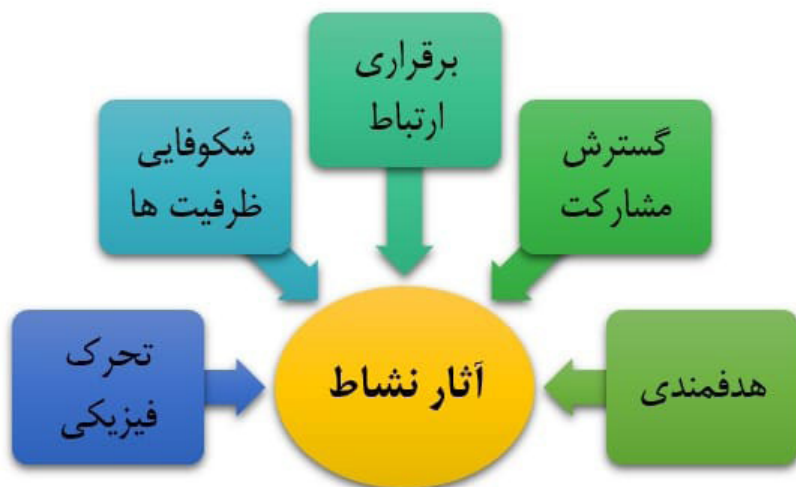 برقراری
ارتباط
گسترش
مشارکت
شکوفایی
ظرفیت ها
هدفمندی
آثار نشاط
تحرک
فیزیکی